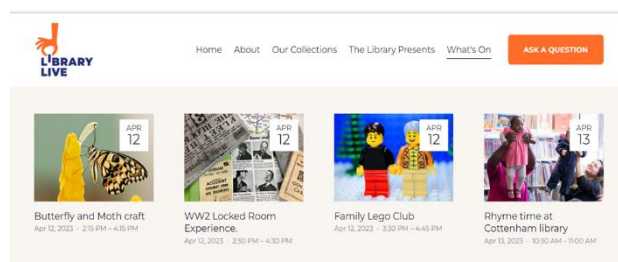 LIBRARY
LIVE
Home About Our Collections The Library Presents What's On ASK A QUESTION
APR
12
APR
12
APR
12
APR
13
ACCIDENT
Butterfly and Moth craft
Apr 12, 2023 · 2:15 PM – 4:15 PM
WW2 Locked Room
Experience.
Apr 12, 2023 · 2:30 PM – 4:30 PM
Family Lego Club
Apr 12, 2023 · 3:30 PM – 4:45 PM
Rhyme time at
Cottenham library
Apr 13, 2023 · 10:30 AM – 11:00 AM